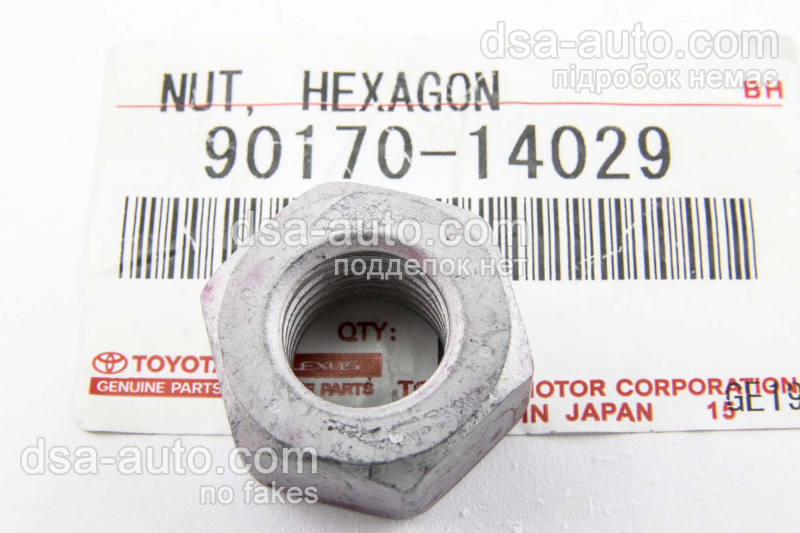 dsa-auto.com
підробок немає
NUT, HEXAGON BH
90170-14029
dsa-auto.com
подделок нет
QTY:
TOYOTA LEXUS
GENUINE PARTS PARTS MOTOR CORPORATION
IN JAPAN 15 GE19
dsa-auto.com
no fakes